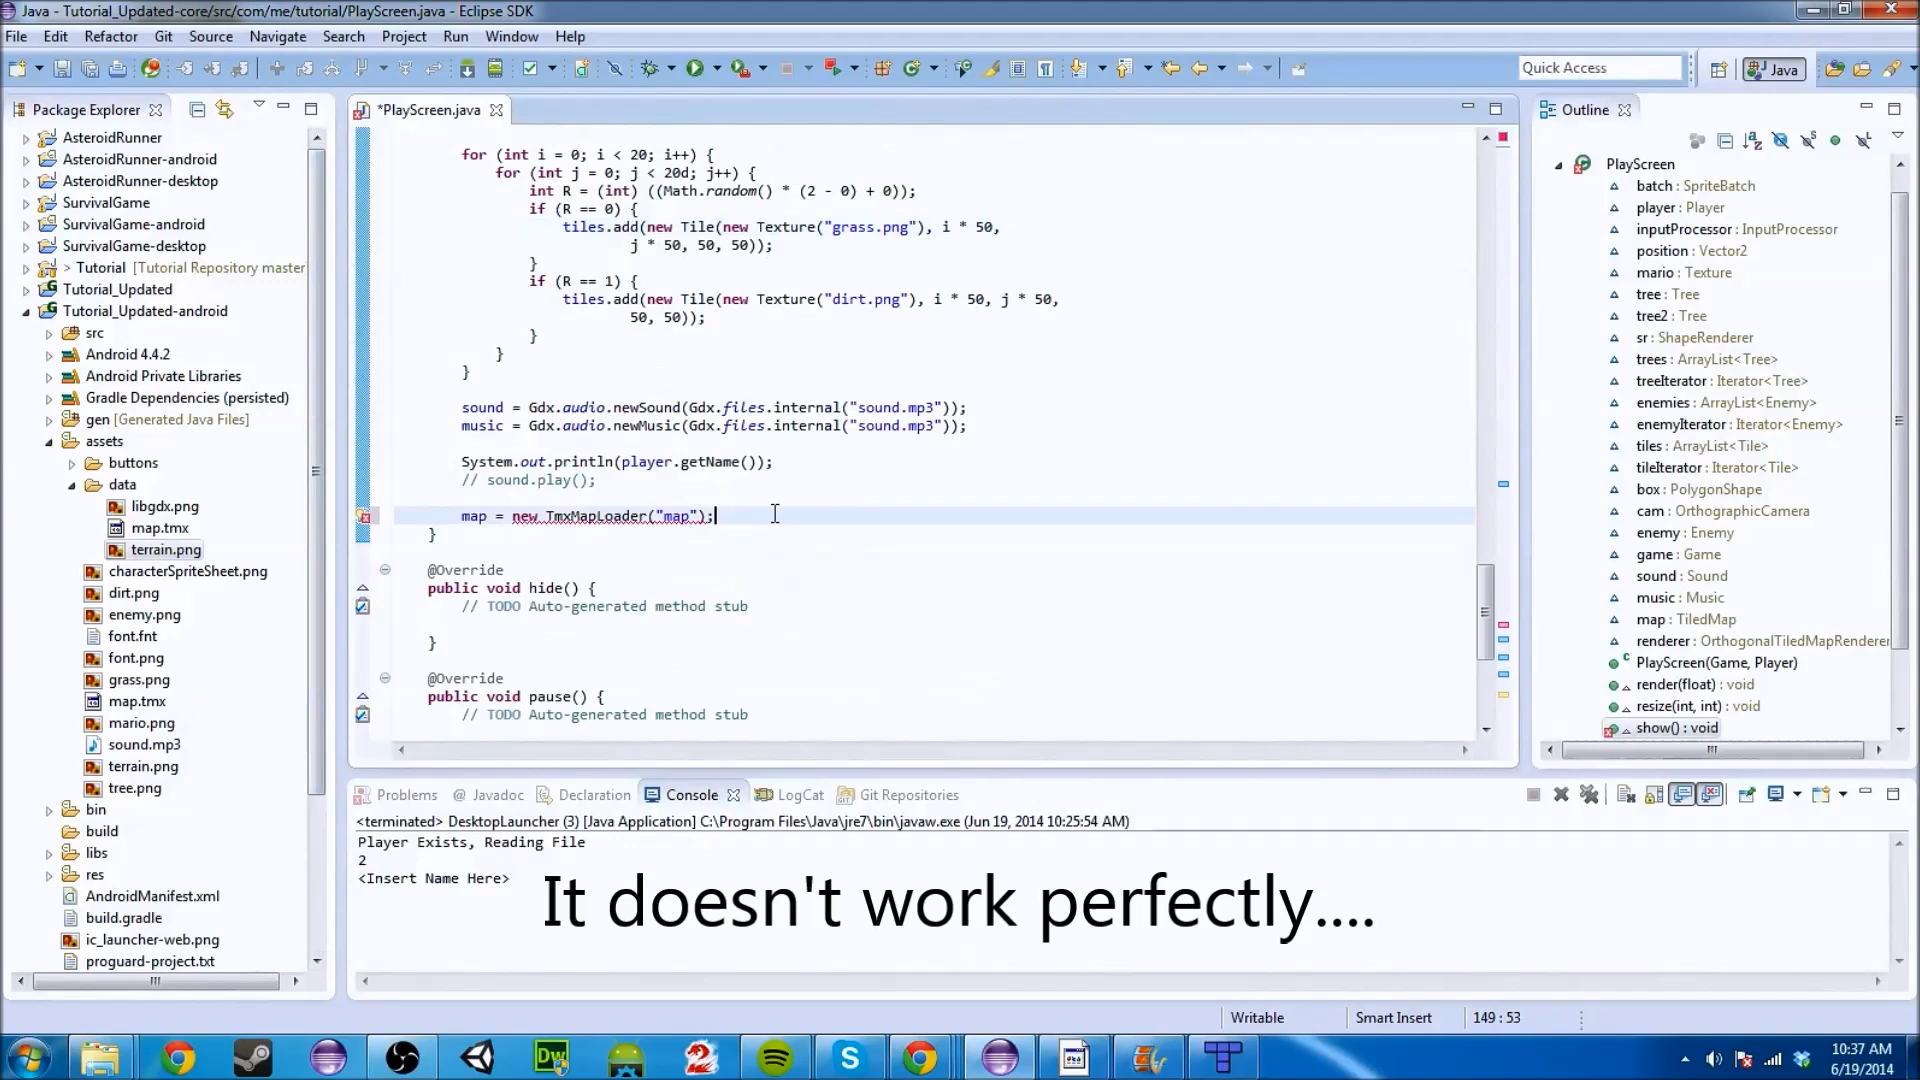 Java - Tutorial_Updated-core/src/com/me/tutorial/PlayScreen.java - Eclipse SDK
File Edit Refactor Git Source Navigate Search Project Run Window Help
Quick Access
Java
Package Explorer
AsteroidRunner
AsteroidRunner-android
AsteroidRunner-desktop
SurvivalGame
SurvivalGame-android
SurvivalGame-desktop
> Tutorial [Tutorial Repository master
Tutorial_Updated
Tutorial_Updated-android
src
Android 4.4.2
Android Private Libraries
Gradle Dependencies (persisted)
gen [Generated Java Files]
assets
buttons
data
libgdx.png
map.tmx
terrain.png
characterSpriteSheet.png
dirt.png
enemy.png
font.fnt
font.png
grass.png
map.tmx
mario.png
sound.mp3
terrain.png
tree.png
bin
build
libs
res
AndroidManifest.xml
build.gradle
ic_launcher-web.png
proguard-project.txt
*PlayScreen.java
for (int i = 0; i < 20; i++) {
for (int j = 0; j < 20d; j++) {
int R = (int) ((Math.random() * (2 - 0) + 0));
if (R == 0) {
tiles.add(new Tile(new Texture("grass.png"), i * 50,
j * 50, 50, 50));
}
if (R == 1) {
tiles.add(new Tile(new Texture("dirt.png"), i * 50, j * 50,
50, 50));
}
}
}
sound = Gdx.audio.newSound(Gdx.files.internal("sound.mp3"));
music = Gdx.audio.newMusic(Gdx.files.internal("sound.mp3"));
System.out.println(player.getName());
// sound.play();
map = new TmxMapLoader("map");
}
@Override
public void hide() {
// TODO Auto-generated method stub
}
@Override
public void pause() {
// TODO Auto-generated method stub
Outline
PlayScreen
batch : SpriteBatch
player : Player
inputProcessor : InputProcessor
position : Vector2
mario : Texture
tree : Tree
tree2 : Tree
sr : ShapeRenderer
trees : ArrayList<Tree>
treeIterator : Iterator<Tree>
enemies : ArrayList<Enemy>
enemyIterator : Iterator<Enemy>
tiles : ArrayList<Tile>
tileIterator : Iterator<Tile>
box : PolygonShape
cam : OrthographicCamera
enemy : Enemy
game : Game
sound : Sound
music : Music
map : TiledMap
renderer : OrthogonalTiledMapRenderer
PlayScreen(Game, Player)
render(float) : void
resize(int, int) : void
show() : void
Problems @ Javadoc Declaration Console LogCat Git Repositories
<terminated> DesktopLauncher (3) [Java Application] C:\Program Files\Java\jre7\bin\javaw.exe (Jun 19, 2014 10:25:54 AM)
Player Exists, Reading File
2
<Insert Name Here>
It doesn't work perfectly....
Writable Smart Insert 149 : 53
10:37 AM
6/19/2014